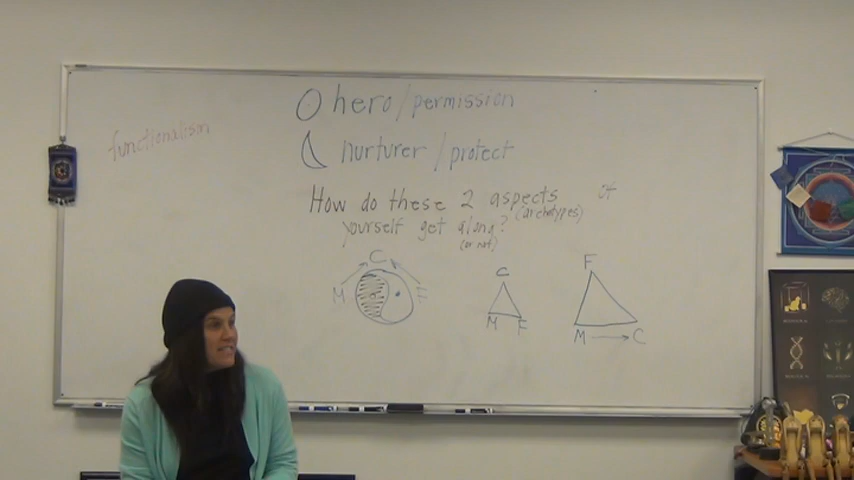 functionalism
hero/permission
nurturer/protect
How do these 2 aspects of
(archetypes)
yourself get along?
(or not)
C
M
C
M F
F
M → C